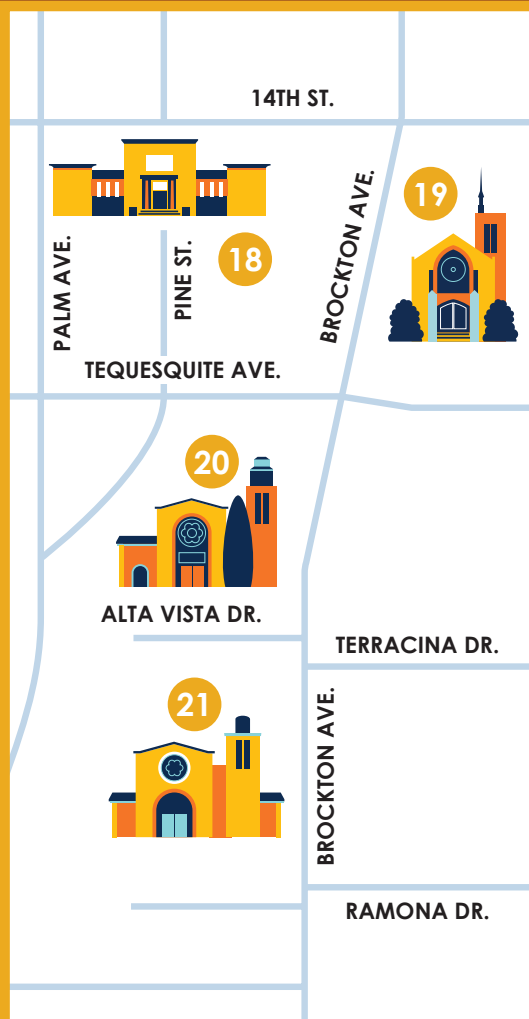 14TH ST.
BROCKTON AVE.
19
PALM AVE.
PINE ST.
18
TEQUESQUITE AVE.
20
ALTA VISTA DR.
TERRACINA DR.
21
BROCKTON AVE.
RAMONA DR.